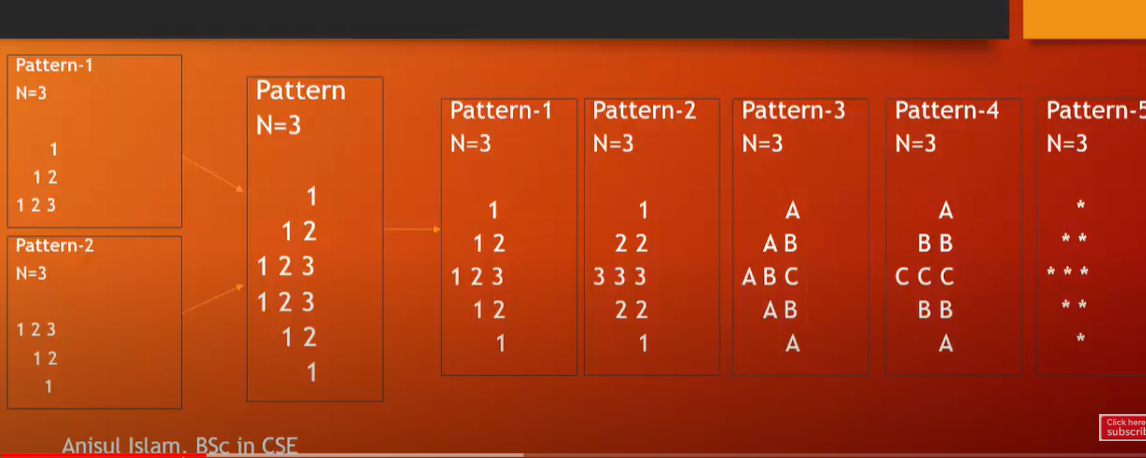 Pattern-1
N=3
1
1 2
1 2 3
Pattern-2
N=3
1 2 3
1 2
1
Pattern
N=3
1
1 2
1 2 3
1 2 3
1 2
1
Pattern-1
N=3
1
1 2
1 2 3
1 2
1
Pattern-2
N=3
1
2 2
3 3 3
2 2
1
Pattern-3
N=3
A
A B
A B C
A B
A
Pattern-4
N=3
A
B B
C C C
B B
A
Pattern-5
N=3
*
* *
* * *
* *
*
Anisul Islam. BSc in CSE
Click here
subscrib